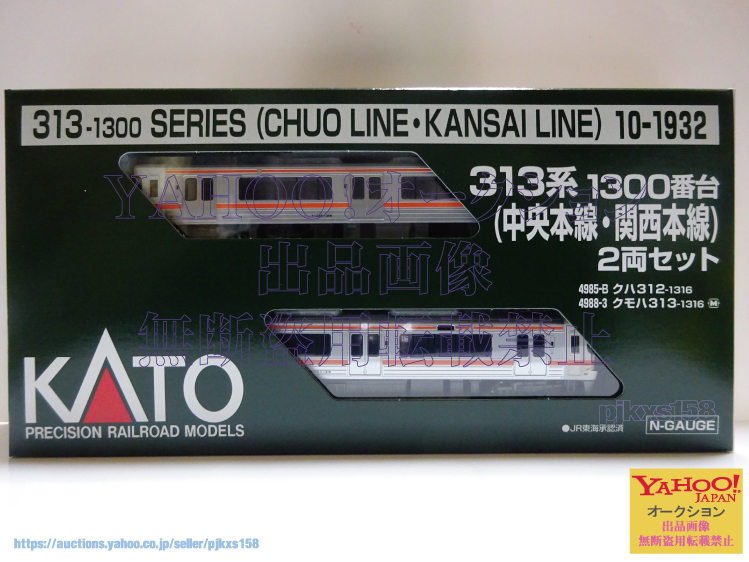 313-1300 SERIES (CHUO LINE・KANSAI LINE) 10-1932
313系 1300番台
(中央本線・関西本線)
2両セット
4985-B クハ312-1316
4988-3 クモハ313-1316 M
YAHOO!オークション
出品画像
無断盗用転載禁止
KATO
PRECISION RAILROAD MODELS
pjkxs158
●JR東海承認済
N-GAUGE
YAHOO!
JAPAN
オークション
出品画像
無断盗用転載禁止
https://auctions.yahoo.co.jp/seller/pjkxs158